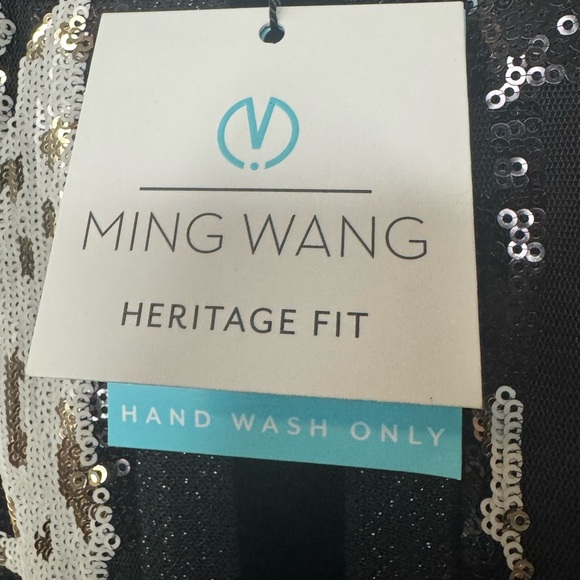 MING WANG
HERITAGE FIT
HAND WASH ONLY